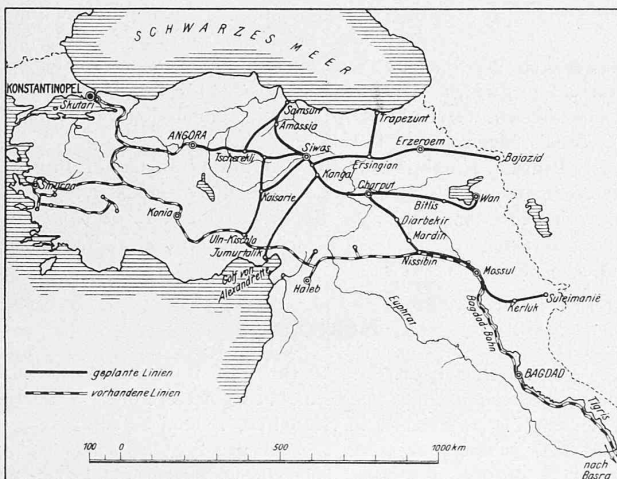 SCHWARZES MEER
KONSTANTINOPEL
Skutari
Samsun
Amassia
Trapezunt
ANGORA
Tscherekli
Siwas
Erzeroem
Bajazid
Ersingian
Smyrna
Kaisarie
Kangal
Charput
Bitlis
Wan
Konia
Diarbekir
Mardin
Uln-Kischla
Jumurtalik
Nissibin
Mossul
Golf von
Alexandrette
Haleb
Euphrat
Bagdad-Bahn
Kerkuk
Suleimanië
geplante Linien
vorhandene Linien
BAGDAD
Tigris
100 0 500 1000 km
nach
Basra